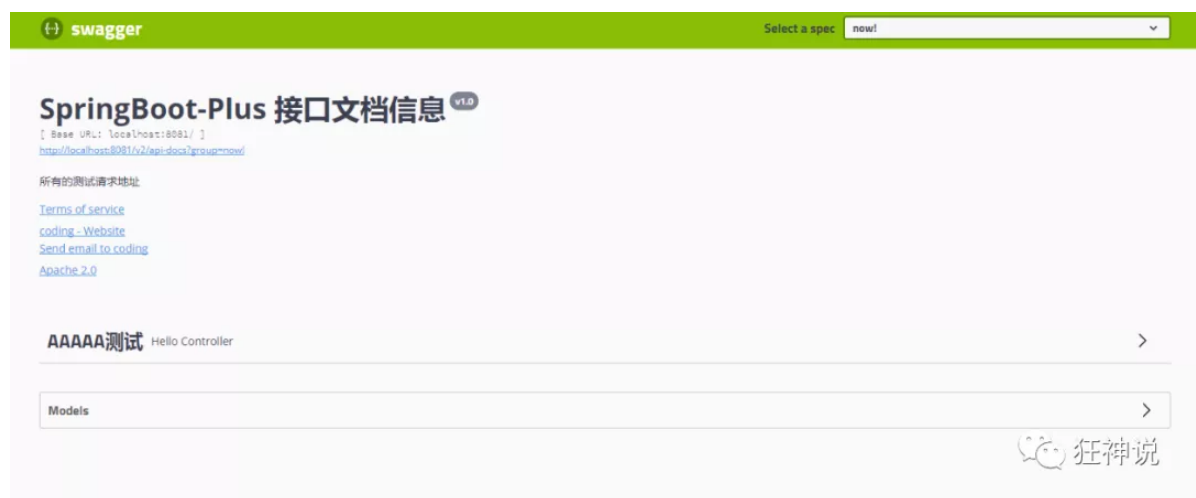 {··} swagger
Select a spec now!
SpringBoot-Plus 接口文档信息 v1.0
[ Base URL: localhost:8081/ ]
http://localhost:8081/v2/api-docs?group=now!
所有的测试请求地址
Terms of service
coding - Website
Send email to coding
Apache 2.0
AAAAA测试 Hello Controller
Models
狂神说